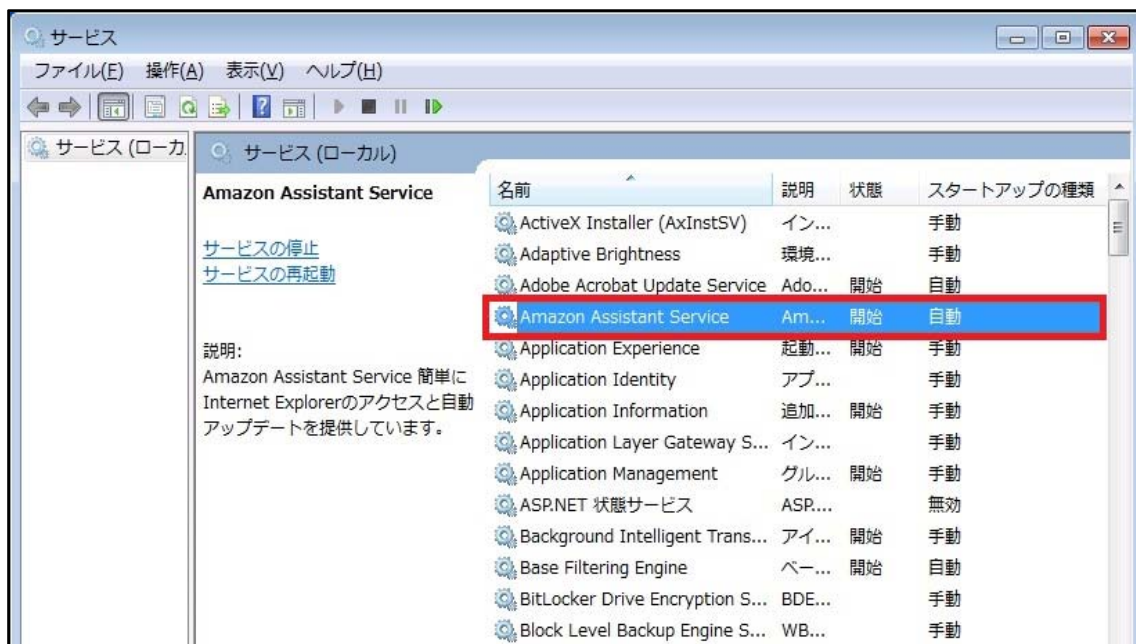 サービス
ファイル(F) 操作(A) 表示(V) ヘルプ(H)
サービス (ローカ
サービス (ローカル)
Amazon Assistant Service
サービスの停止
サービスの再起動
説明:
Amazon Assistant Service 簡単に
Internet Explorerのアクセスと自動
アップデートを提供しています。
名前 説明 状態 スタートアップの種類
ActiveX Installer (AxInstSV) イン... 手動
Adaptive Brightness 環境... 手動
Adobe Acrobat Update Service Ado... 開始 自動
Amazon Assistant Service Am... 開始 自動
Application Experience 起動... 開始 手動
Application Identity アプ... 手動
Application Information 追加... 開始 手動
Application Layer Gateway S... イン... 手動
Application Management グル... 開始 手動
ASP.NET 状態サービス ASP.... 無効
Background Intelligent Trans... アイ... 開始 手動
Base Filtering Engine ベー... 開始 自動
BitLocker Drive Encryption S... BDE... 手動
Block Level Backup Engine S... WB... 手動